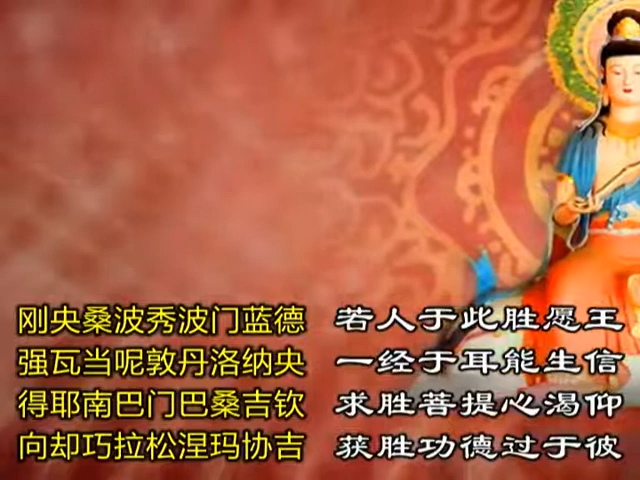 刚央桑波秀波门蓝德 若人于此胜愿王
强瓦当呢敦丹洛纳央 一经于耳能生信
得耶南巴门巴桑吉钦 求胜菩提心渴仰
向却巧拉松涅玛协吉 获胜功德过于彼